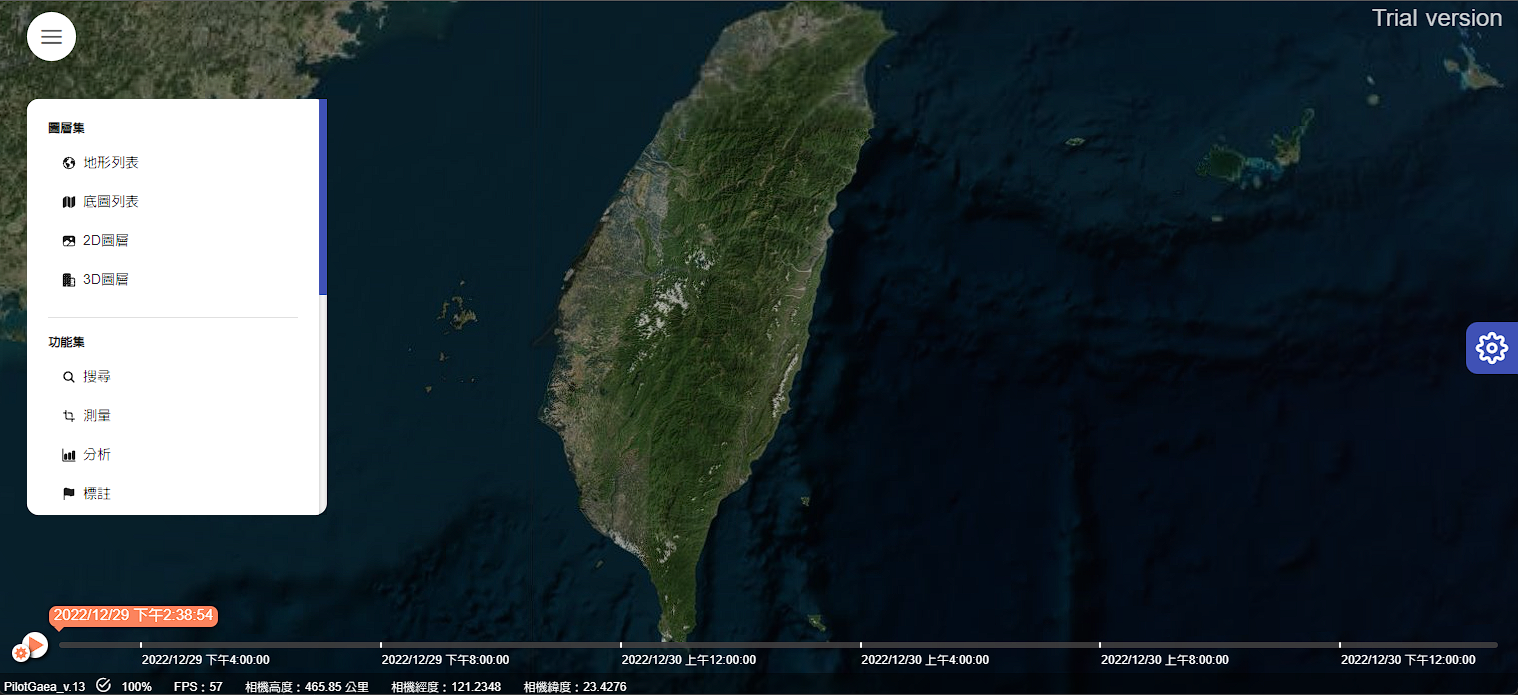 Trial version
圖層集
地形列表
底圖列表
2D圖層
3D圖層
功能集
搜尋
測量
分析
標註
2022/12/29 下午2:38:54
2022/12/29 下午4:00:00
2022/12/29 下午8:00:00
2022/12/30 上午12:00:00
2022/12/30 上午4:00:00
2022/12/30 上午8:00:00
2022/12/30 下午12:00:00
PilotGaea_v.13 100% FPS：57 相機高度：465.85 公里 相機經度：121.2348 相機緯度：23.4276